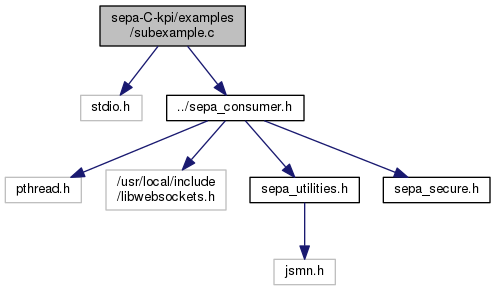 sepa-C-kpi/examples
/subexample.c
stdio.h
../sepa_consumer.h
pthread.h
/usr/local/include
/libwebsockets.h
sepa_utilities.h
sepa_secure.h
jsmn.h